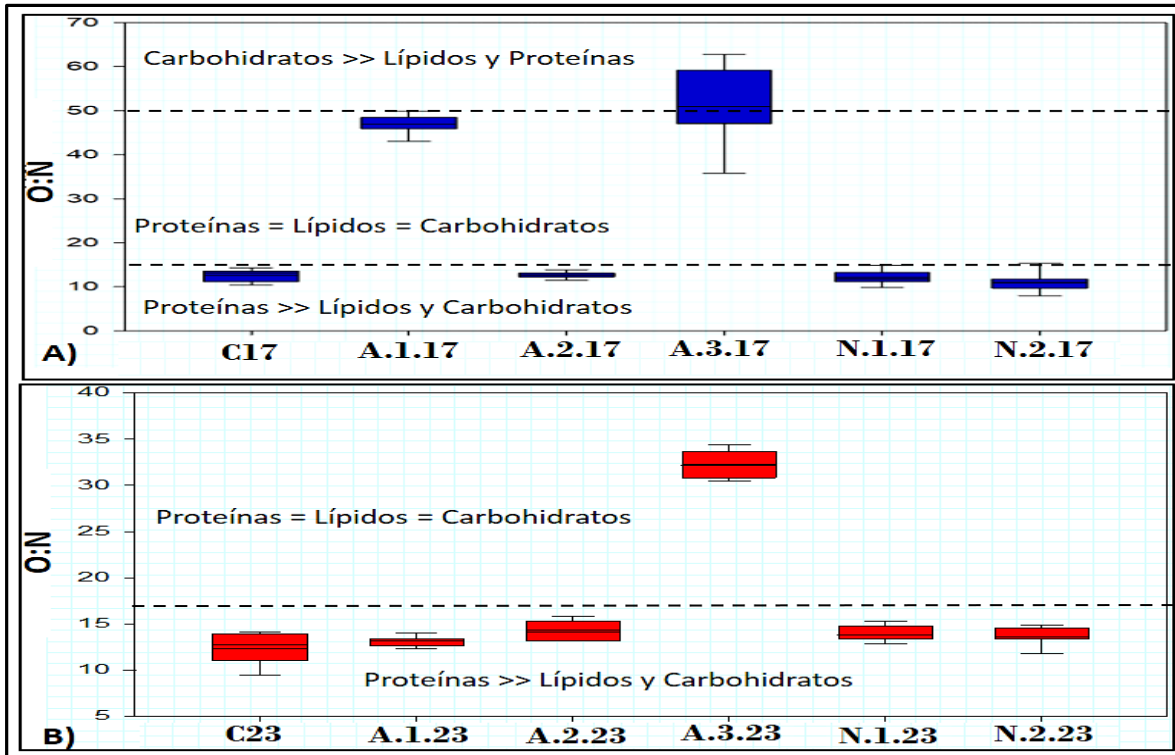 70
60
50
40
30
20
10
0
O:N
Carbohidratos >> Lípidos y Proteínas
Proteínas = Lípidos = Carbohidratos
Proteínas >> Lípidos y Carbohidratos
A)
C17 A.1.17 A.2.17 A.3.17 N.1.17 N.2.17
40
35
30
25
20
15
10
5
O:N
Proteínas = Lípidos = Carbohidratos
Proteínas >> Lípidos y Carbohidratos
B)
C23 A.1.23 A.2.23 A.3.23 N.1.23 N.2.23